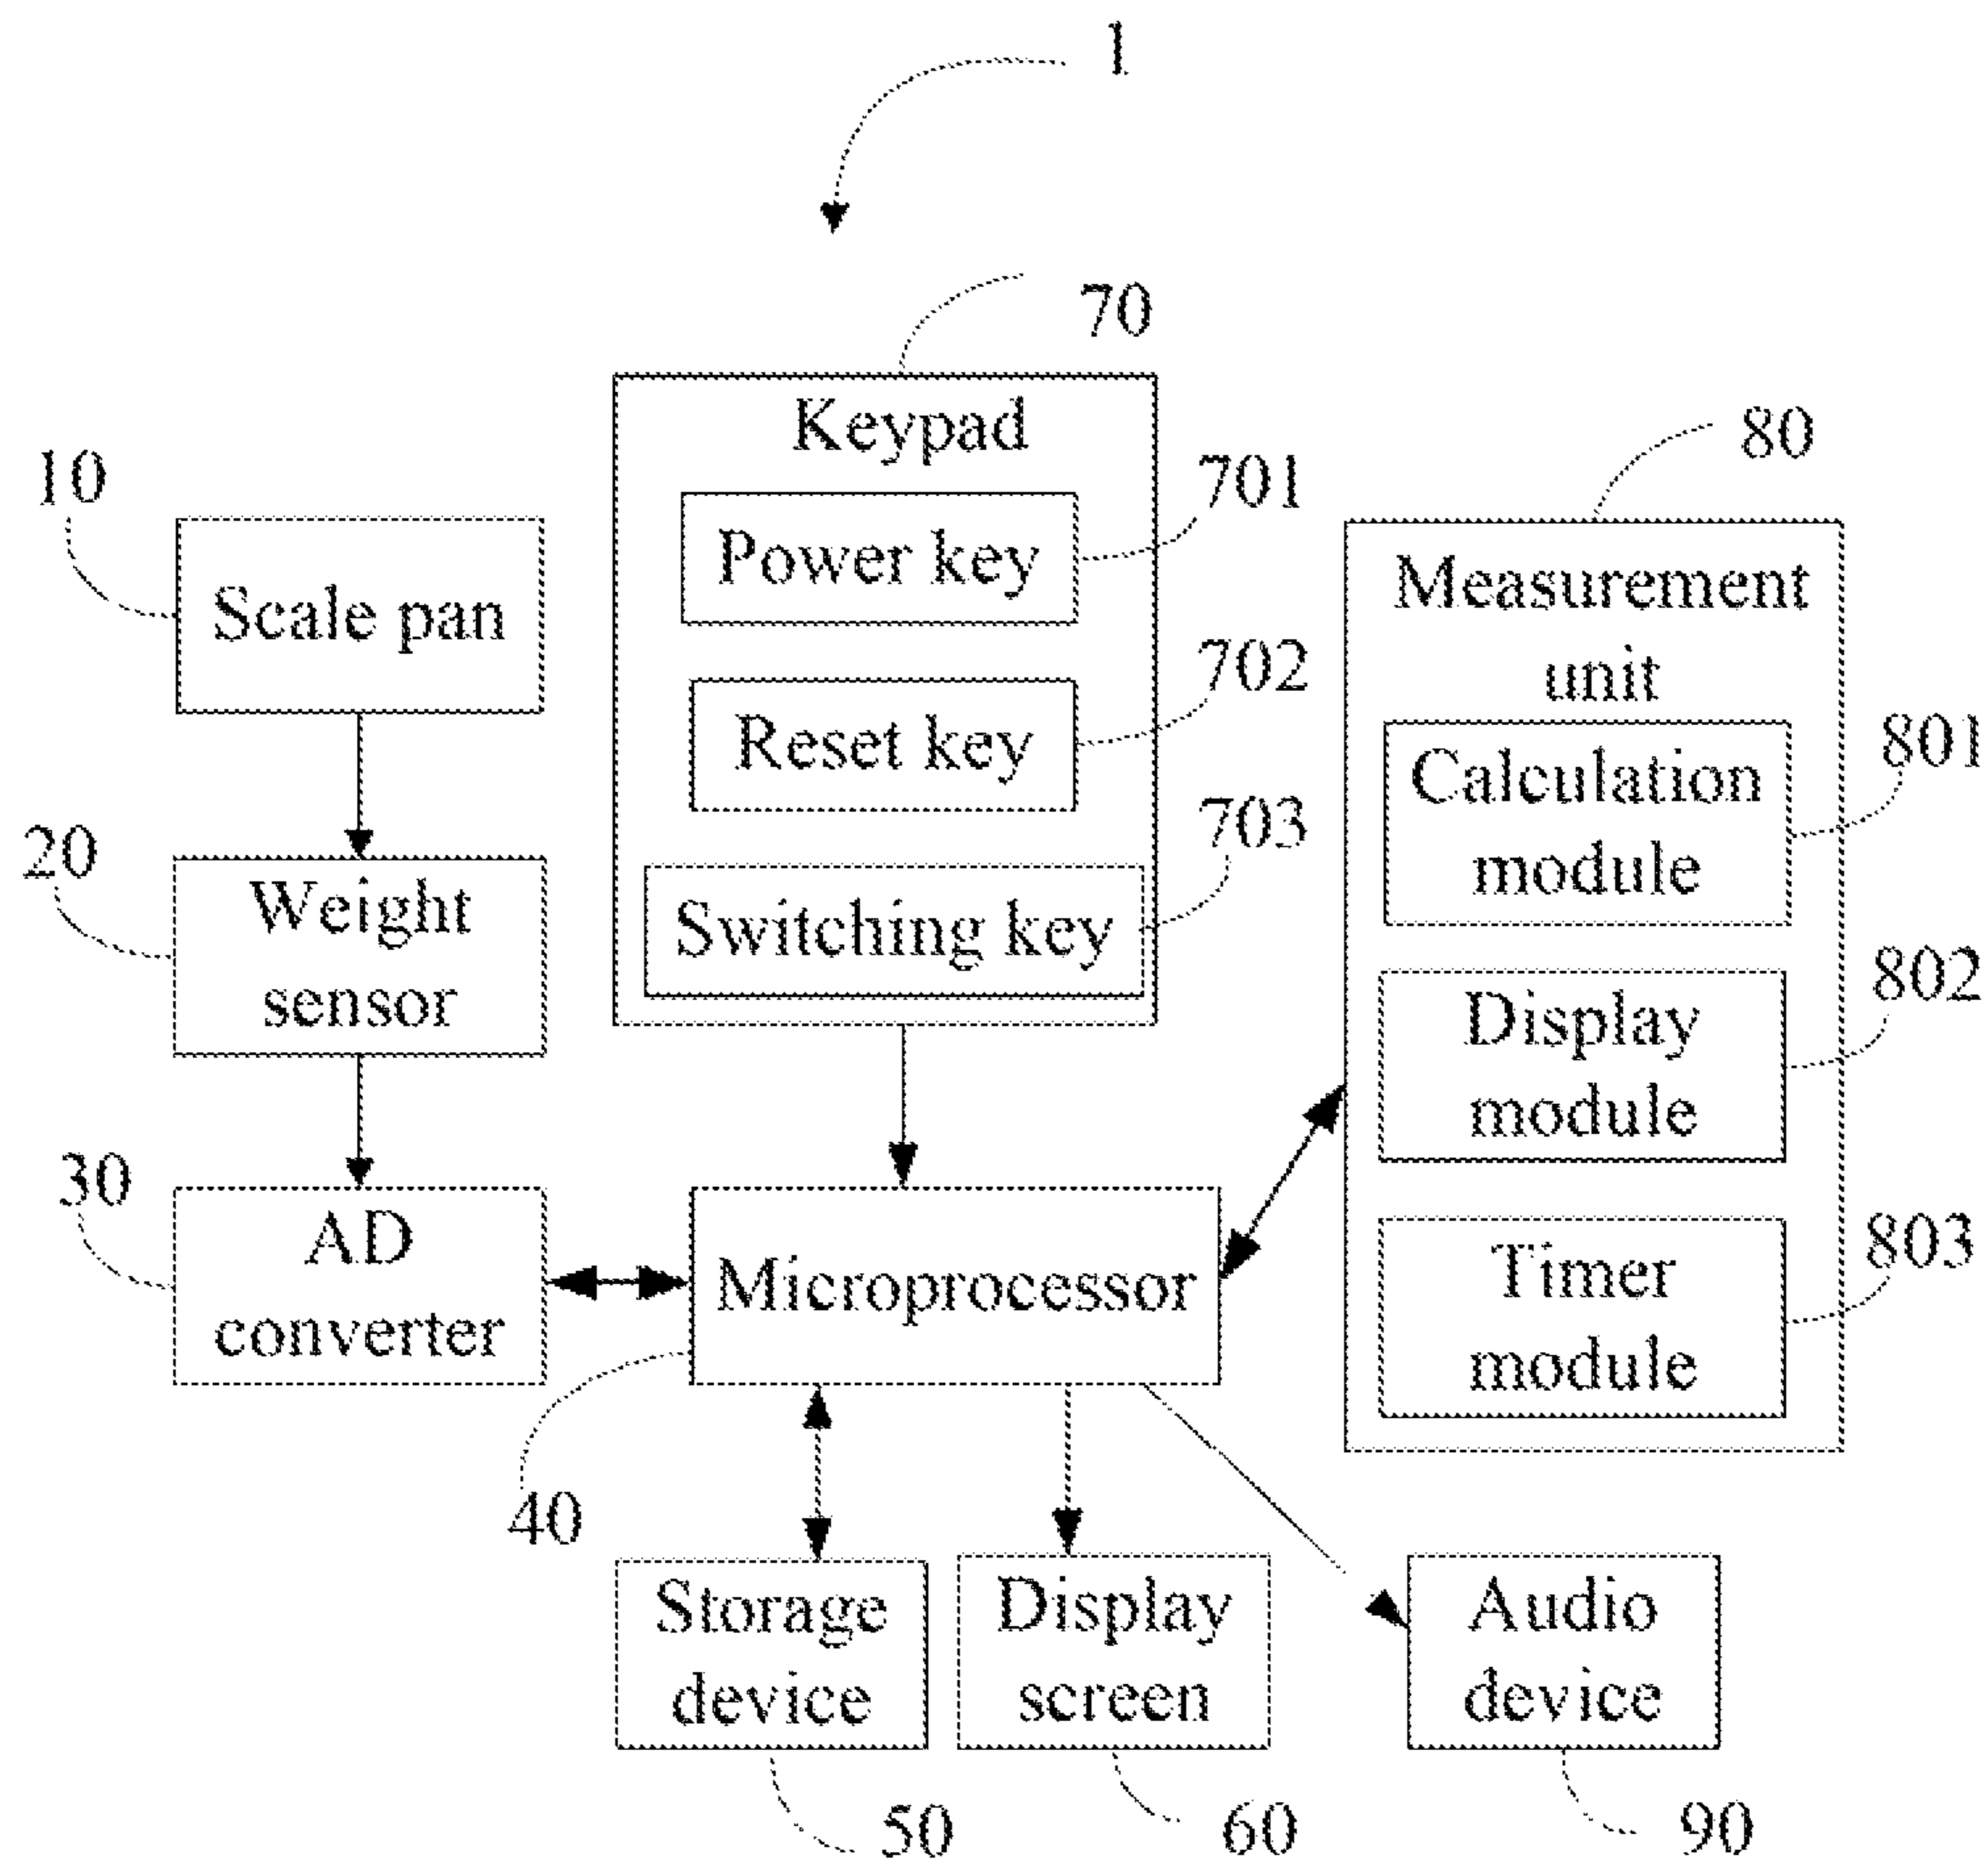 1
70
Keypad
80
10
701
Power key
Scale pan
Measurement
unit
702
Reset key
801
Calculation
module
703
20
Weight
sensor
Switching key
802
Display
module
30
AD
converter
Microprocessor
803
Timer
module
40
Storage
device
Display
screen
Audio
device
50
60
90